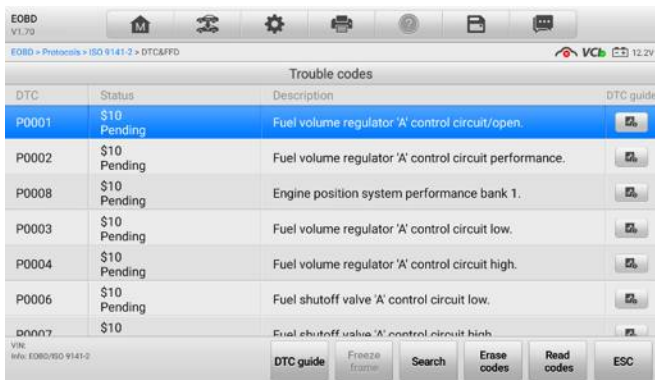 EOBD
V1.70
EOBD > Protocols > ISO 9141-2 > DTC&FFD
VCI 12.2V
Trouble codes
DTC Status Description DTC guide
P0001 $10 Pending Fuel volume regulator 'A' control circuit/open.
P0002 $10 Pending Fuel volume regulator 'A' control circuit performance.
P0008 $10 Pending Engine position system performance bank 1.
P0003 $10 Pending Fuel volume regulator 'A' control circuit low.
P0004 $10 Pending Fuel volume regulator 'A' control circuit high.
P0006 $10 Pending Fuel shutoff valve 'A' control circuit low.
P0007 $10 Fuel shutoff valve 'A' control circuit high
VIN:
Info: EOBD/ISO 9141-2
DTC guide Freeze frame Search Erase codes Read codes ESC